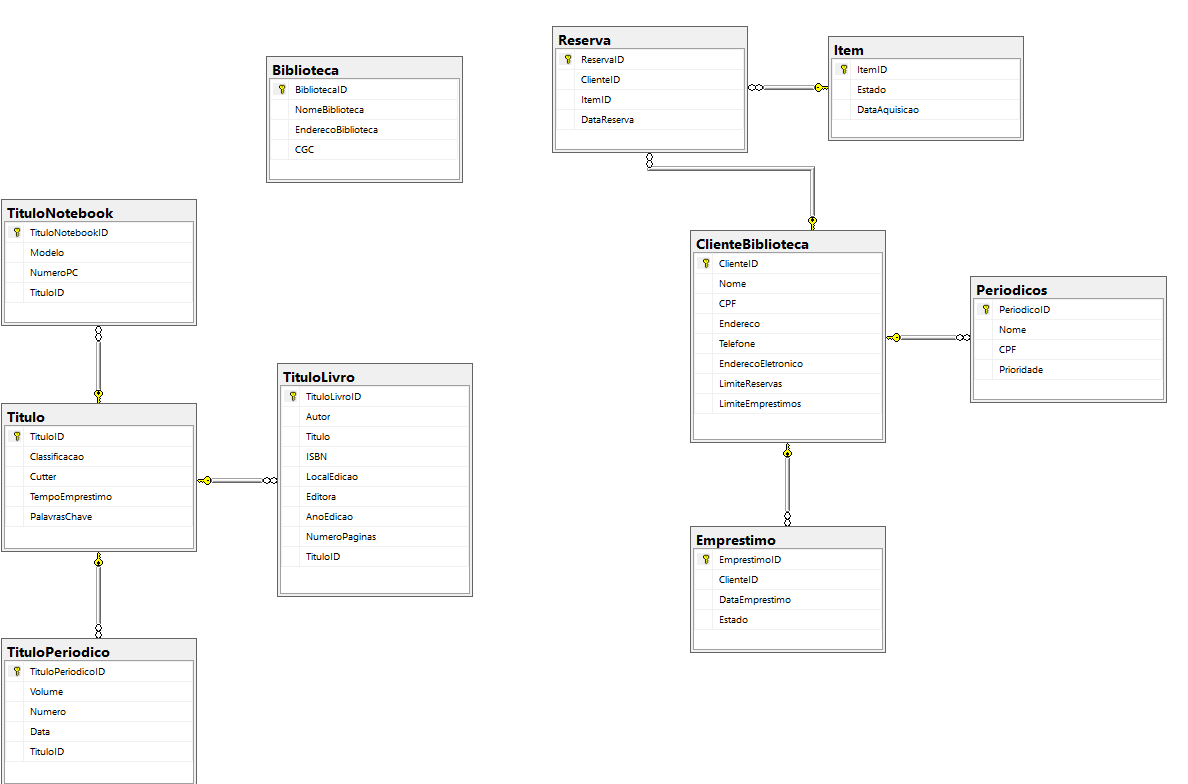 Biblioteca
BibliotecaID
NomeBiblioteca
EnderecoBiblioteca
CGC
Reserva
ReservaID
ClienteID
ItemID
DataReserva
Item
ItemID
Estado
DataAquisicao
TituloNotebook
TituloNotebookID
Modelo
NumeroPC
TituloID
Titulo
TituloID
Classificacao
Cutter
TempoEmprestimo
PalavrasChave
TituloLivro
TituloLivroID
Autor
Titulo
ISBN
LocalEdicao
Editora
AnoEdicao
NumeroPaginas
TituloID
TituloPeriodico
TituloPeriodicoID
Volume
Numero
Data
TituloID
ClienteBiblioteca
ClienteID
Nome
CPF
Endereco
Telefone
EnderecoEletronico
LimiteReservas
LimiteEmprestimos
Periodicos
PeriodicoID
Nome
CPF
Prioridade
Emprestimo
EmprestimoID
ClienteID
DataEmprestimo
Estado